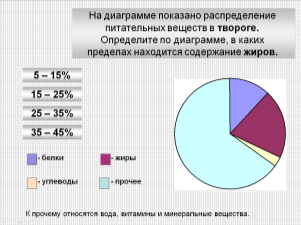 На диаграмме показано распределение
питательных веществ в твороге.
Определите по диаграмме, в каких
пределах находится содержание жиров.
5 – 15%
15 – 25%
25 – 35%
35 – 45%
- белки
- жиры
- углеводы
- прочее
К прочему относятся вода, витамины и минеральные вещества.